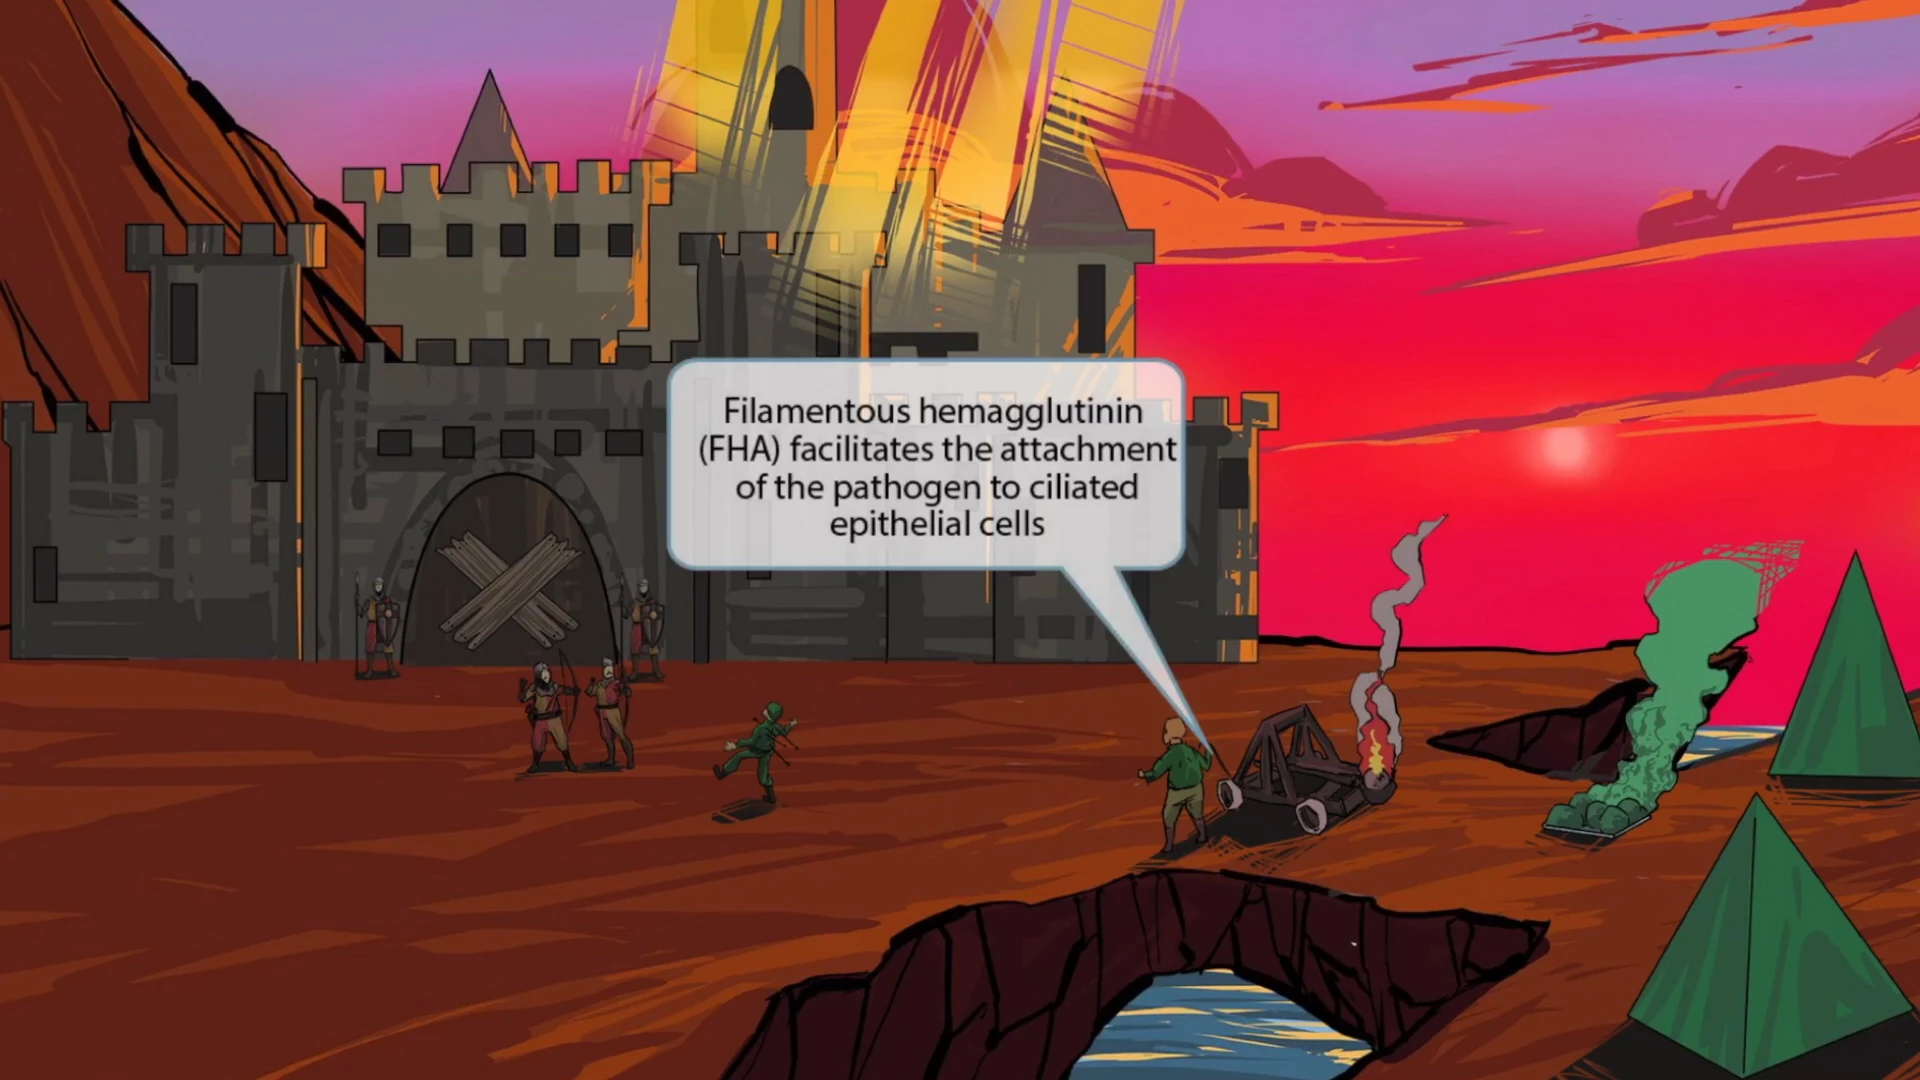 Filamentous hemagglutinin
(FHA) facilitates the attachment
of the pathogen to ciliated
epithelial cells